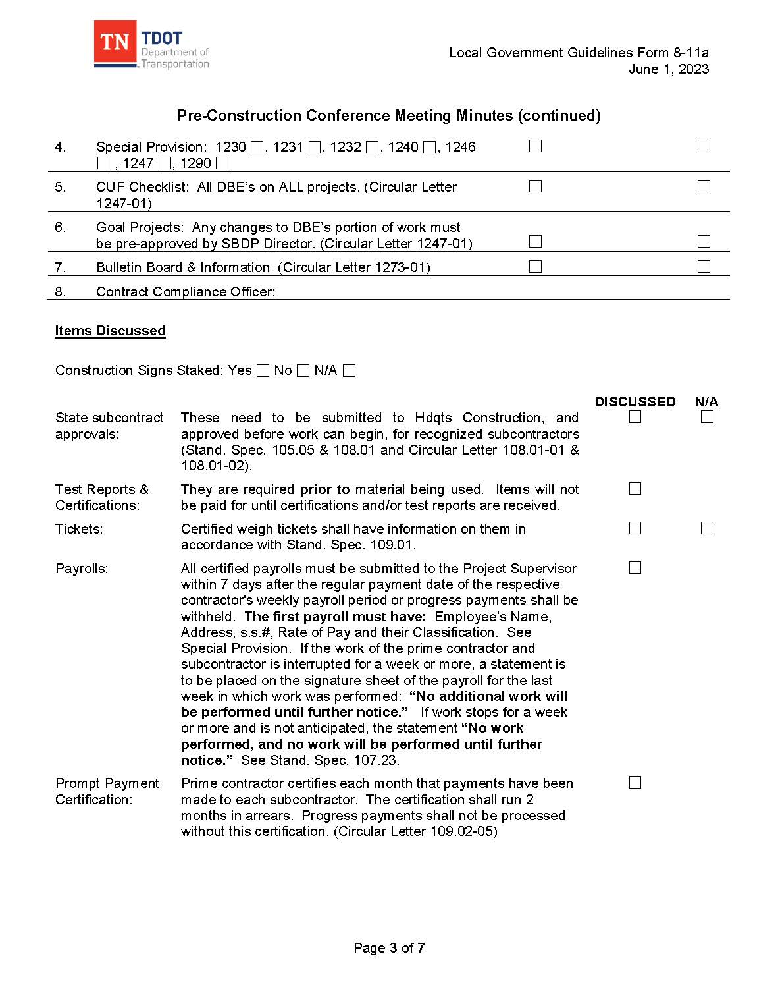 TN TDOT
Department of
Transportation
Local Government Guidelines Form 8-11a
June 1, 2023
Pre-Construction Conference Meeting Minutes (continued)
4. Special Provision: 1230 ☐, 1231 ☐, 1232 ☐, 1240 ☐, 1246 ☐ ☐
☐ , 1247 ☐, 1290 ☐
5. CUF Checklist: All DBE's on ALL projects. (Circular Letter ☐ ☐
1247-01)
6. Goal Projects: Any changes to DBE's portion of work must
be pre-approved by SBDP Director. (Circular Letter 1247-01) ☐ ☐
7. Bulletin Board & Information (Circular Letter 1273-01) ☐ ☐
8. Contract Compliance Officer:
Items Discussed
Construction Signs Staked: Yes ☐ No ☐ N/A ☐
DISCUSSED N/A
State subcontract These need to be submitted to Hdqts Construction, and ☐ ☐
approvals: approved before work can begin, for recognized subcontractors
(Stand. Spec. 105.05 & 108.01 and Circular Letter 108.01-01 &
108.01-02).
Test Reports & They are required prior to material being used. Items will not ☐
Certifications: be paid for until certifications and/or test reports are received.
Tickets: Certified weigh tickets shall have information on them in ☐ ☐
accordance with Stand. Spec. 109.01.
Payrolls: All certified payrolls must be submitted to the Project Supervisor ☐
within 7 days after the regular payment date of the respective
contractor's weekly payroll period or progress payments shall be
withheld. The first payroll must have: Employee's Name,
Address, s.s.#, Rate of Pay and their Classification. See
Special Provision. If the work of the prime contractor and
subcontractor is interrupted for a week or more, a statement is
to be placed on the signature sheet of the payroll for the last
week in which work was performed: “No additional work will
be performed until further notice.” If work stops for a week
or more and is not anticipated, the statement “No work
performed, and no work will be performed until further
notice.” See Stand. Spec. 107.23.
Prompt Payment Prime contractor certifies each month that payments have been ☐
Certification: made to each subcontractor. The certification shall run 2
months in arrears. Progress payments shall not be processed
without this certification. (Circular Letter 109.02-05)
Page 3 of 7